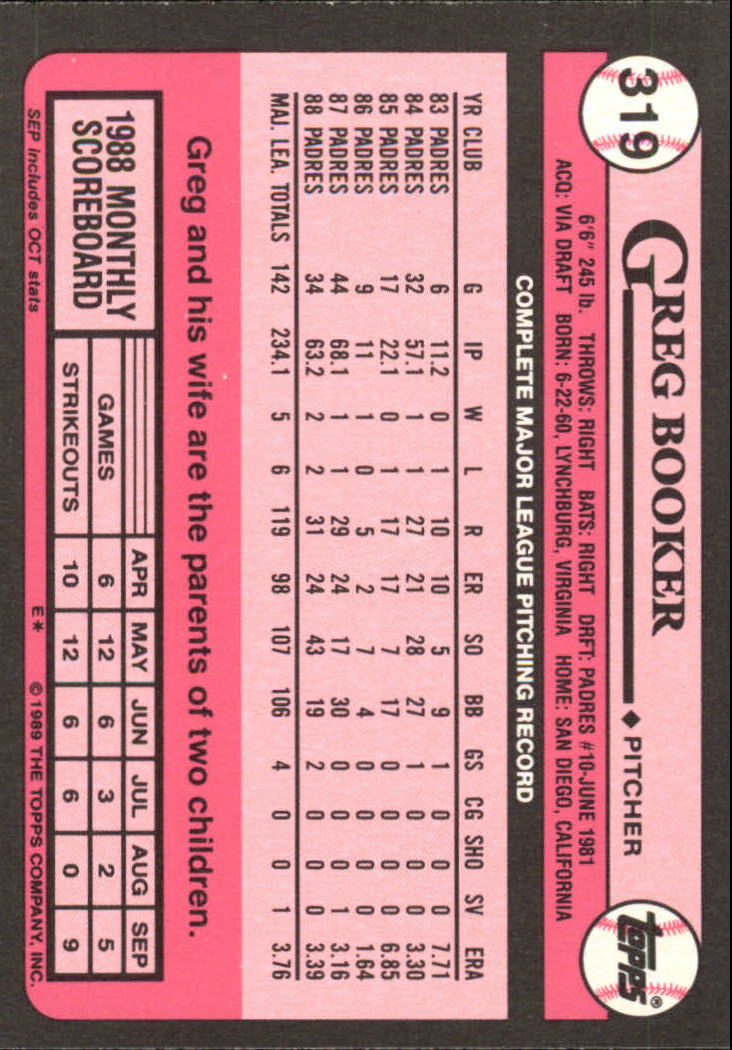 319
GREG BOOKER ◆ PITCHER
topps®
6'6" 245 lb. THROWS: RIGHT BATS: RIGHT DRFT: PADRES #10-JUNE 1981
ACQ: VIA DRAFT BORN: 6-22-60, LYNCHBURG, VIRGINIA HOME: SAN DIEGO, CALIFORNIA
COMPLETE MAJOR LEAGUE PITCHING RECORD
YR CLUB G IP W L R ER SO BB GS CG SHO SV ERA
83 PADRES 6 11.2 0 1 10 10 5 9 1 0 0 0 7.71
84 PADRES 32 57.1 1 1 27 21 28 27 1 0 0 0 3.30
85 PADRES 17 22.1 0 1 17 17 7 17 0 0 0 0 6.85
86 PADRES 9 11 1 0 5 2 7 4 0 0 0 0 1.64
87 PADRES 44 68.1 1 1 29 24 17 30 0 0 0 1 3.16
88 PADRES 34 63.2 2 2 31 24 43 19 2 0 0 0 3.39
MAJ. LEA. TOTALS 142 234.1 5 6 119 98 107 106 4 0 0 1 3.76
Greg and his wife are the parents of two children.
1988 MONTHLY
SCOREBOARD
APR MAY JUN JUL AUG SEP
GAMES 6 12 6 3 2 5
STRIKEOUTS 10 12 6 6 0 9
SEP includes OCT stats E* © 1989 THE TOPPS COMPANY, INC.